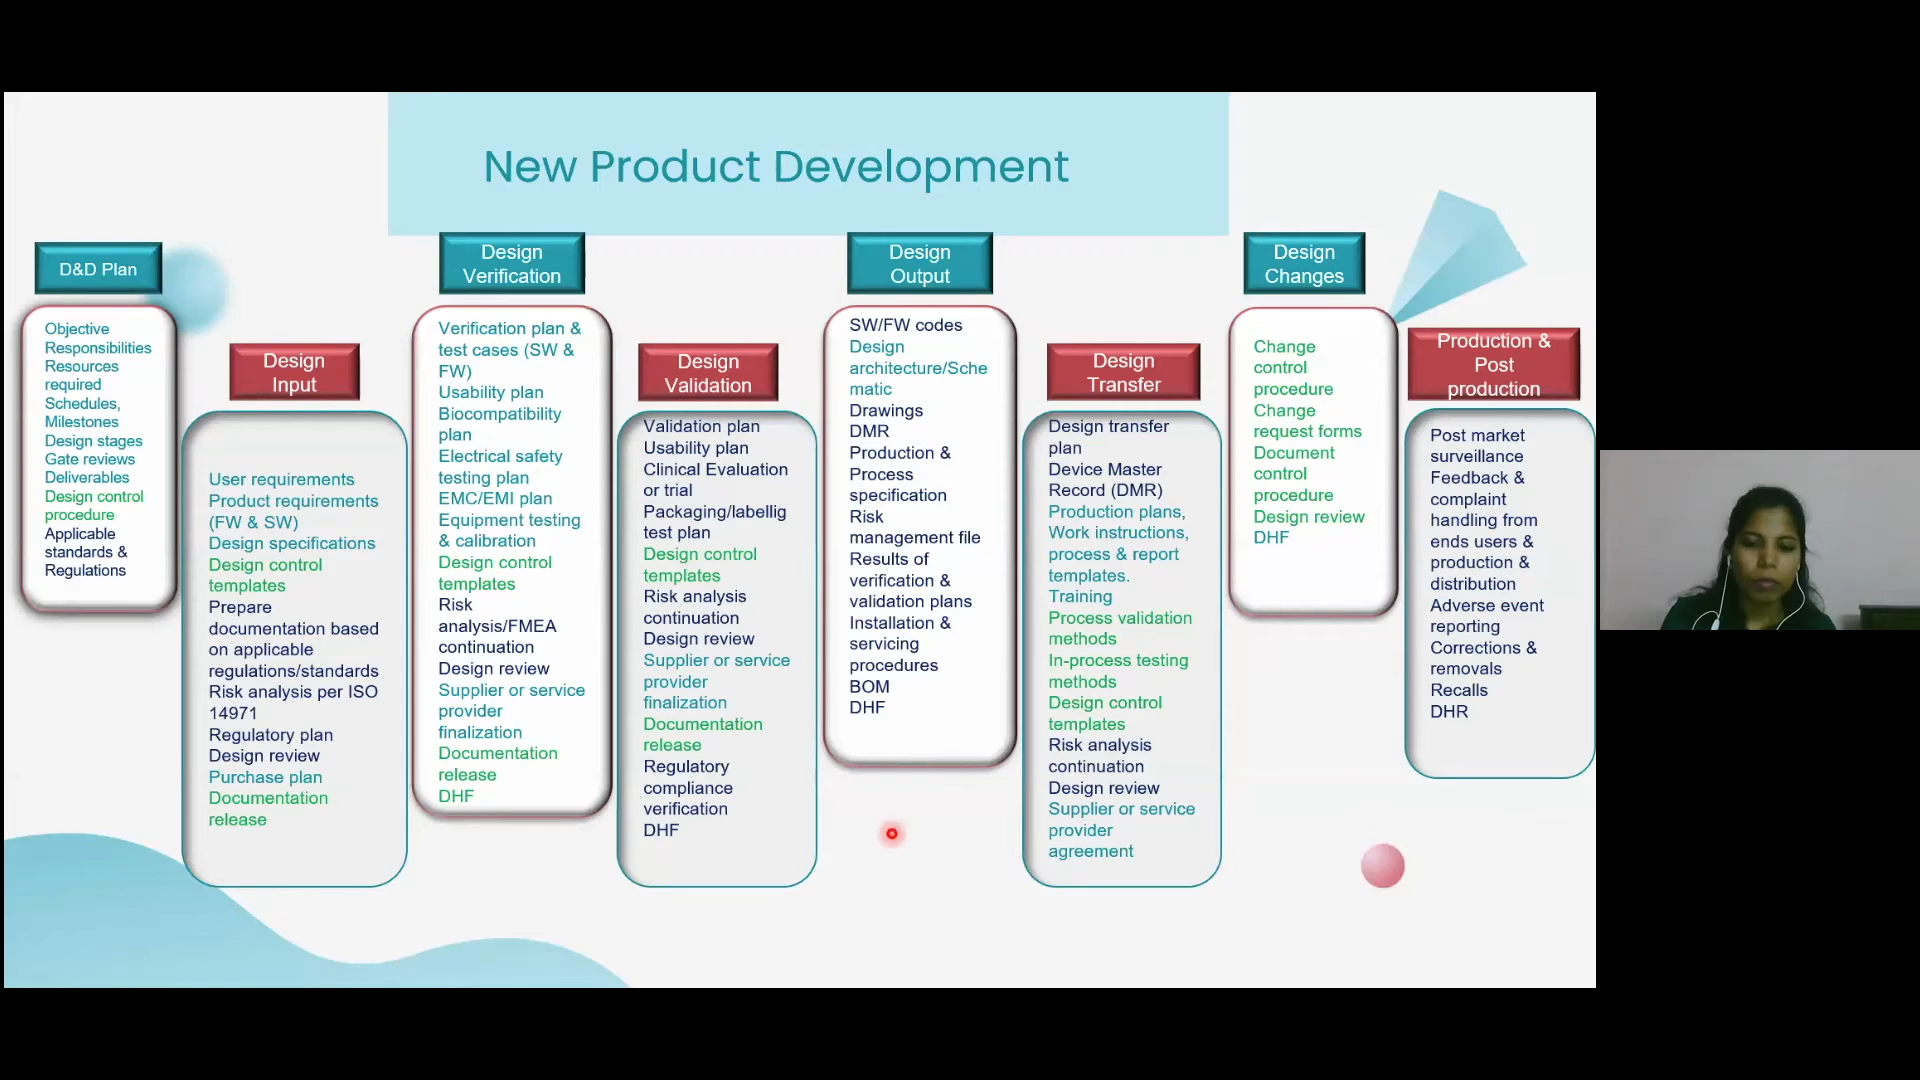 New Product Development
D&D Plan
Objective
Responsibilities
Resources
required
Schedules,
Milestones
Design stages
Gate reviews
Deliverables
Design control
procedure
Applicable
standards &
Regulations
Design
Input
User requirements
Product requirements
(FW & SW)
Design specifications
Design control
templates
Prepare
documentation based
on applicable
regulations/standards
Risk analysis per ISO
14971
Regulatory plan
Design review
Purchase plan
Documentation
release
Design
Verification
Verification plan &
test cases (SW &
FW)
Usability plan
Biocompatibility
plan
Electrical safety
testing plan
EMC/EMI plan
Equipment testing
& calibration
Design control
templates
Risk
analysis/FMEA
continuation
Design review
Supplier or service
provider
finalization
Documentation
release
DHF
Design
Validation
Validation plan
Usability plan
Clinical Evaluation
or trial
Packaging/labellig
test plan
Design control
templates
Risk analysis
continuation
Design review
Supplier or service
provider
finalization
Documentation
release
Regulatory
compliance
verification
DHF
Design
Output
SW/FW codes
Design
architecture/Sche
matic
Drawings
DMR
Production &
Process
specification
Risk
management file
Results of
verification &
validation plans
Installation &
servicing
procedures
BOM
DHF
Design
Transfer
Design transfer
plan
Device Master
Record (DMR)
Production plans,
Work instructions,
process & report
templates.
Training
Process validation
methods
In-process testing
methods
Design control
templates
Risk analysis
continuation
Design review
Supplier or service
provider
agreement
Design
Changes
Change
control
procedure
Change
request forms
Document
control
procedure
Design review
DHF
Production &
Post
production
Post market
surveillance
Feedback &
complaint
handling from
ends users &
production &
distribution
Adverse event
reporting
Corrections &
removals
Recalls
DHR